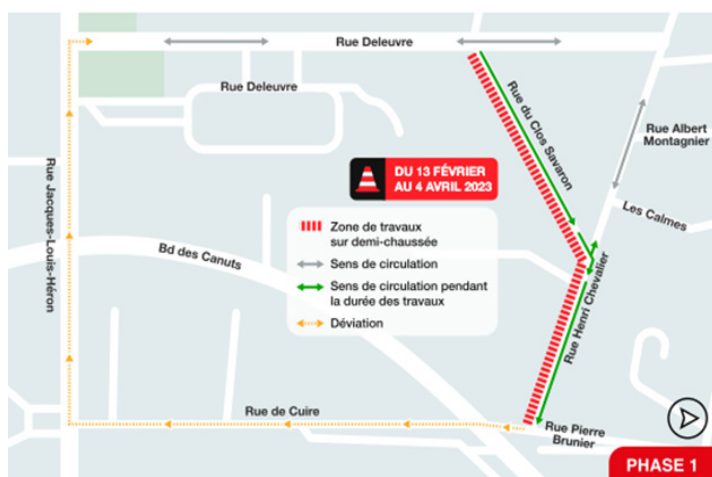 Rue Deleuvre
Rue Deleuvre
Rue du Clos Savaron
Rue Albert
Montagnier
Les Calmes
Rue Jacques-Louis-Héron
DU 13 FÉVRIER
AU 4 AVRIL 2023
Zone de travaux
sur demi-chaussée
Sens de circulation
Sens de circulation pendant
la durée des travaux
Déviation
Bd des Canuts
Rue Henri Chevalier
Rue de Cuire
Rue Pierre
Brunier
PHASE 1